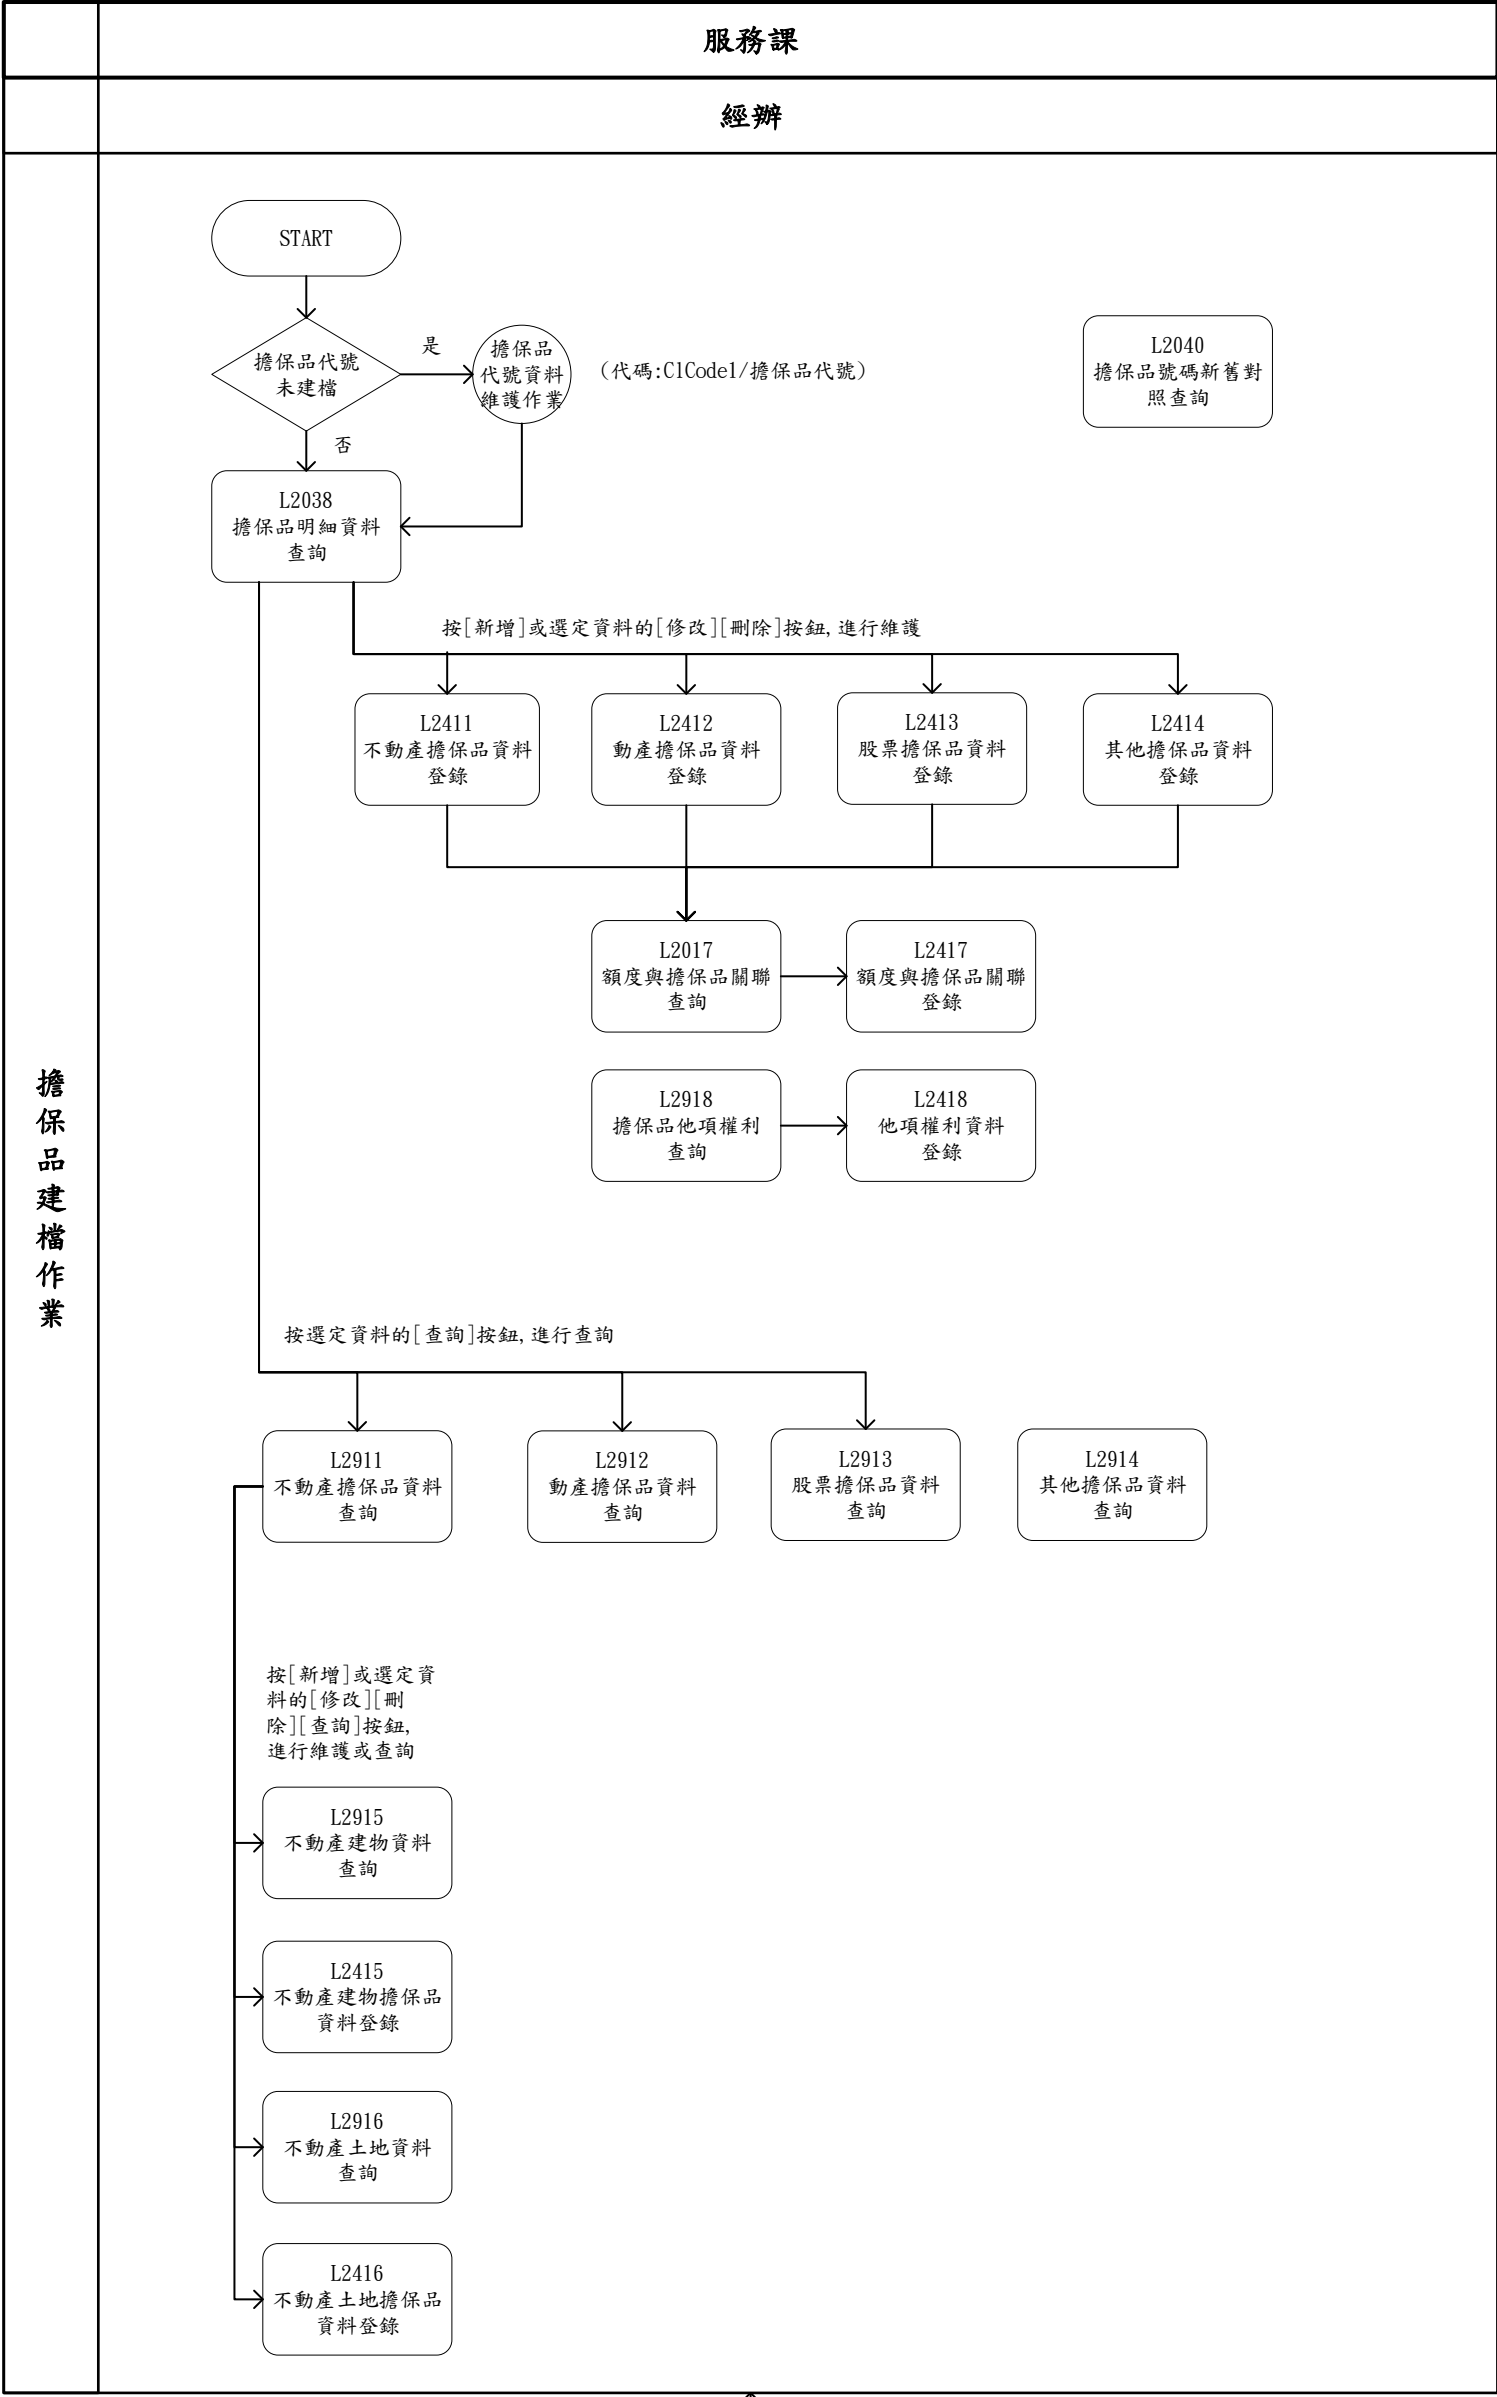 服務課
經辦
擔
保
品
建
檔
作
業
START
擔保品代號
未建檔
是
擔保品
代號資料
維護作業
(代碼:ClCode1/擔保品代號)
L2040
擔保品號碼新舊對
照查詢
否
L2038
擔保品明細資料
查詢
按[新增]或選定資料的[修改][刪除]按鈕,進行維護
L2411
不動產擔保品資料
登錄
L2412
動產擔保品資料
登錄
L2413
股票擔保品資料
登錄
L2414
其他擔保品資料
登錄
L2017
額度與擔保品關聯
查詢
L2417
額度與擔保品關聯
登錄
L2918
擔保品他項權利
查詢
L2418
他項權利資料
登錄
按選定資料的[查詢]按鈕,進行查詢
L2911
不動產擔保品資料
查詢
L2912
動產擔保品資料
查詢
L2913
股票擔保品資料
查詢
L2914
其他擔保品資料
查詢
按[新增]或選定資
料的[修改][刪
除][查詢]按鈕,
進行維護或查詢
L2915
不動產建物資料
查詢
L2415
不動產建物擔保品
資料登錄
L2916
不動產土地資料
查詢
L2416
不動產土地擔保品
資料登錄